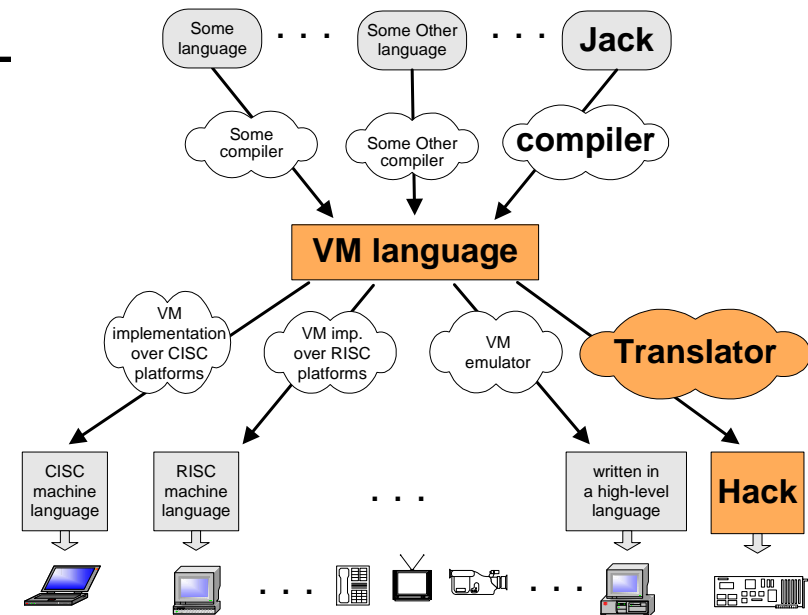 Some
language
. . .
Some Other
language
. . .
Jack
Some
compiler
Some Other
compiler
compiler
VM language
VM
implementation
over CISC
platforms
VM imp.
over RISC
platforms
VM
emulator
Translator
CISC
machine
language
RISC
machine
language
. . .
written in
a high-level
language
Hack
. . .
. . .